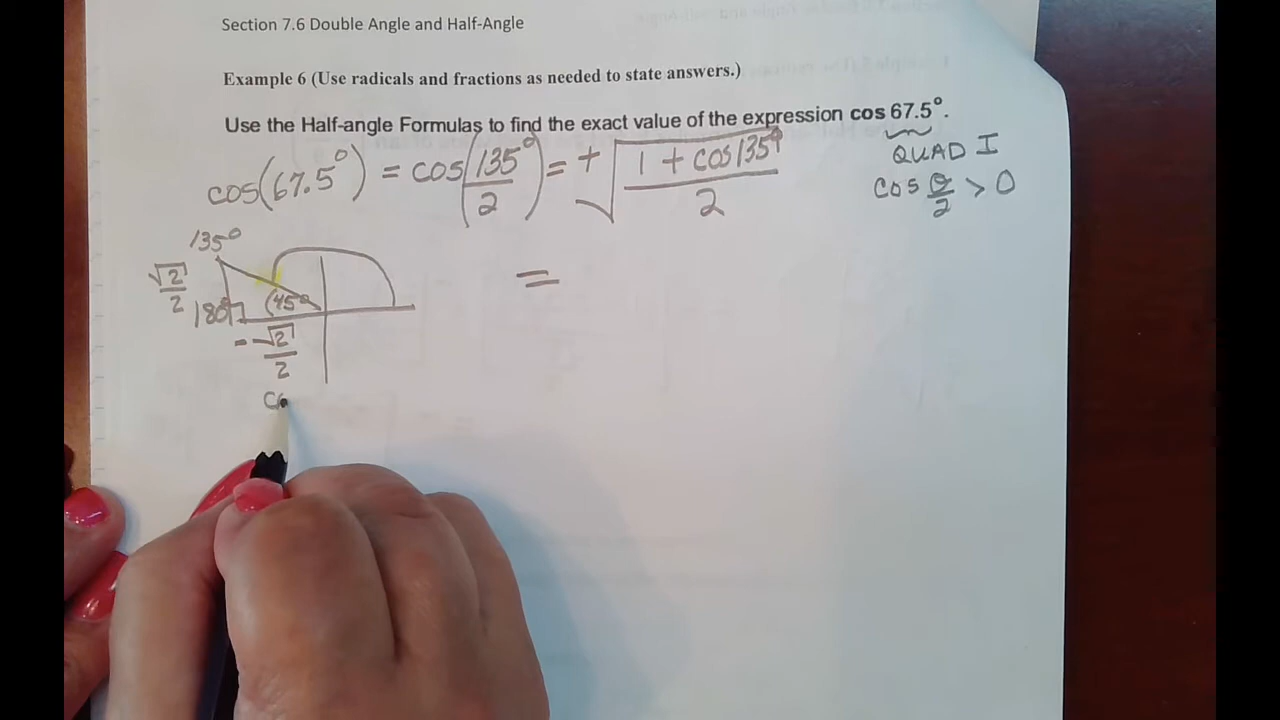 Section 7.6 Double Angle and Half-Angle
Example 6 (Use radicals and fractions as needed to state answers.)
Use the Half-angle Formulas to find the exact value of the expression cos 67.5°.
cos(67.5°) = cos(135°/2) = +√((1 + cos135°)/2)
QUAD I
cos θ/2 > 0
135°
√2/2
180°
45°
-√2/2
=
co